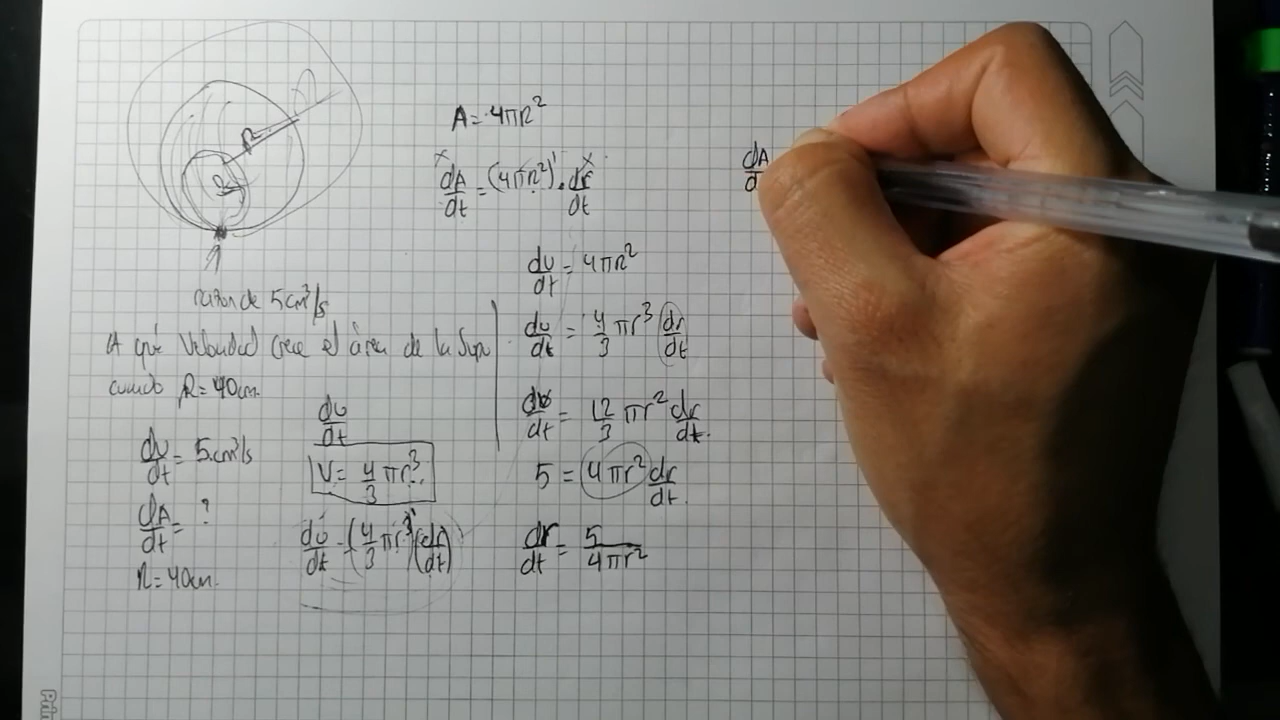 R
A = 4πr²
dA/dt = (4πr²)' · dr/dt
razon de 5cm³/s
A qué Velocidad crece el área de la Sup
cuando R = 40cm.
dv/dt = 5cm³/s
dA/dt = ?
R = 40cm.
dv/dt
V = 4/3 πr³
dv/dt = (4/3 πr³)' (dr/dt)
dv/dt = 4πr²
dv/dt = 4/3 πr³ dr/dt
dv/dt = 12/3 πr² dr/dt.
5 = 4πr² dr/dt.
dr/dt = 5/4πr²
dA
d